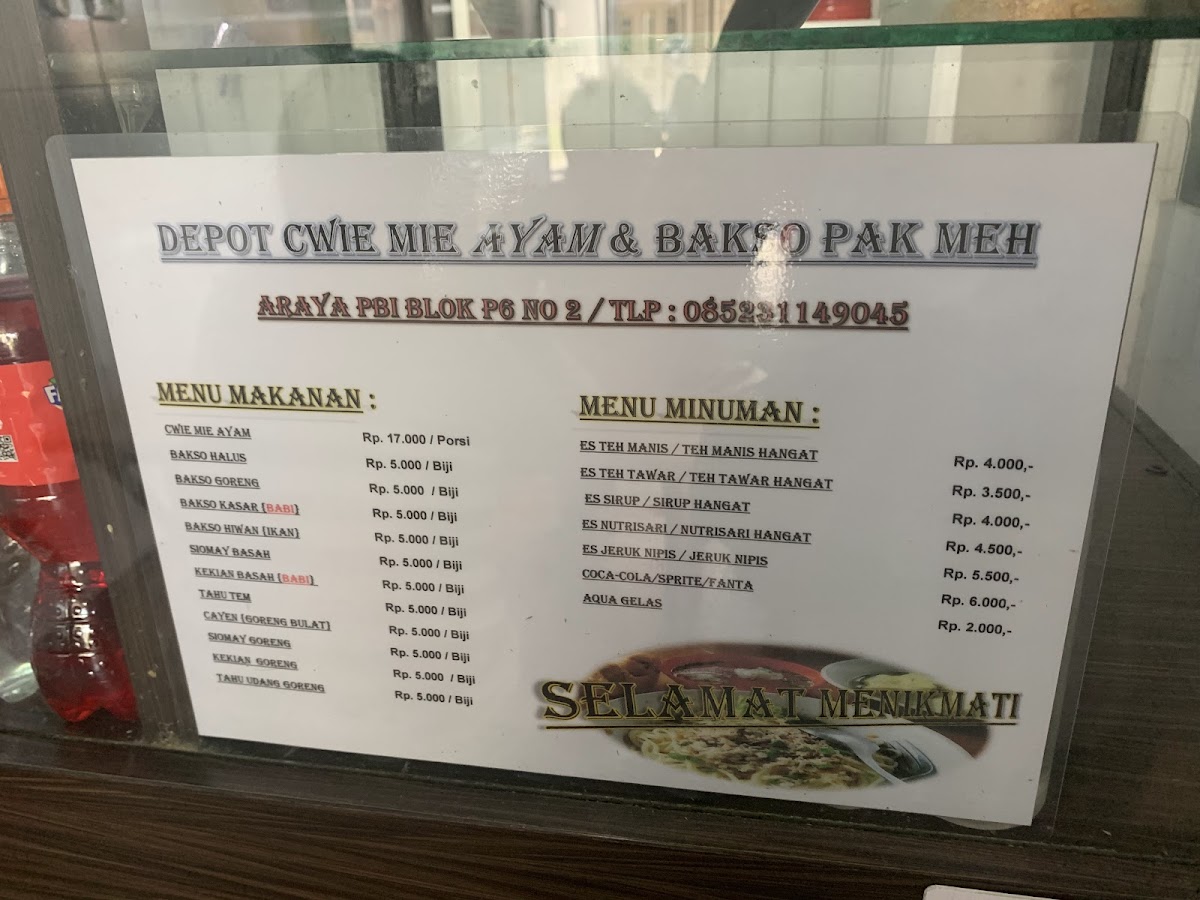 DEPOT CWIE MIE AYAM & BAKSO PAK MEH
ARAYA PBI BLOK P6 NO 2 / TLP : 085231149045
MENU MAKANAN :
CWIE MIE AYAM Rp. 17.000 / Porsi
BAKSO HALUS Rp. 5.000 / Biji
BAKSO GORENG Rp. 5.000 / Biji
BAKSO KASAR {BABI} Rp. 5.000 / Biji
BAKSO HIWAN {IKAN} Rp. 5.000 / Biji
SIOMAY BASAH Rp. 5.000 / Biji
KEKIAN BASAH {BABI} Rp. 5.000 / Biji
TAHU TEM Rp. 5.000 / Biji
CAYEN {GORENG BULAT} Rp. 5.000 / Biji
SIOMAY GORENG Rp. 5.000 / Biji
KEKIAN GORENG Rp. 5.000 / Biji
TAHU UDANG GORENG Rp. 5.000 / Biji
MENU MINUMAN :
ES TEH MANIS / TEH MANIS HANGAT Rp. 4.000,-
ES TEH TAWAR / TEH TAWAR HANGAT Rp. 3.500,-
ES SIRUP / SIRUP HANGAT Rp. 4.000,-
ES NUTRISARI / NUTRISARI HANGAT Rp. 4.500,-
ES JERUK NIPIS / JERUK NIPIS Rp. 5.500,-
COCA-COLA/SPRITE/FANTA Rp. 6.000,-
AQUA GELAS Rp. 2.000,-
SELAMAT MENIKMATI